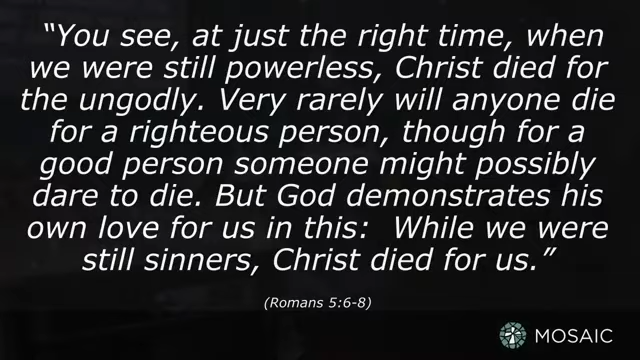 “You see, at just the right time, when
we were still powerless, Christ died for
the ungodly. Very rarely will anyone die
for a righteous person, though for a
good person someone might possibly
dare to die. But God demonstrates his
own love for us in this:  While we were
still sinners, Christ died for us.”
(Romans 5:6-8)
MOSAIC